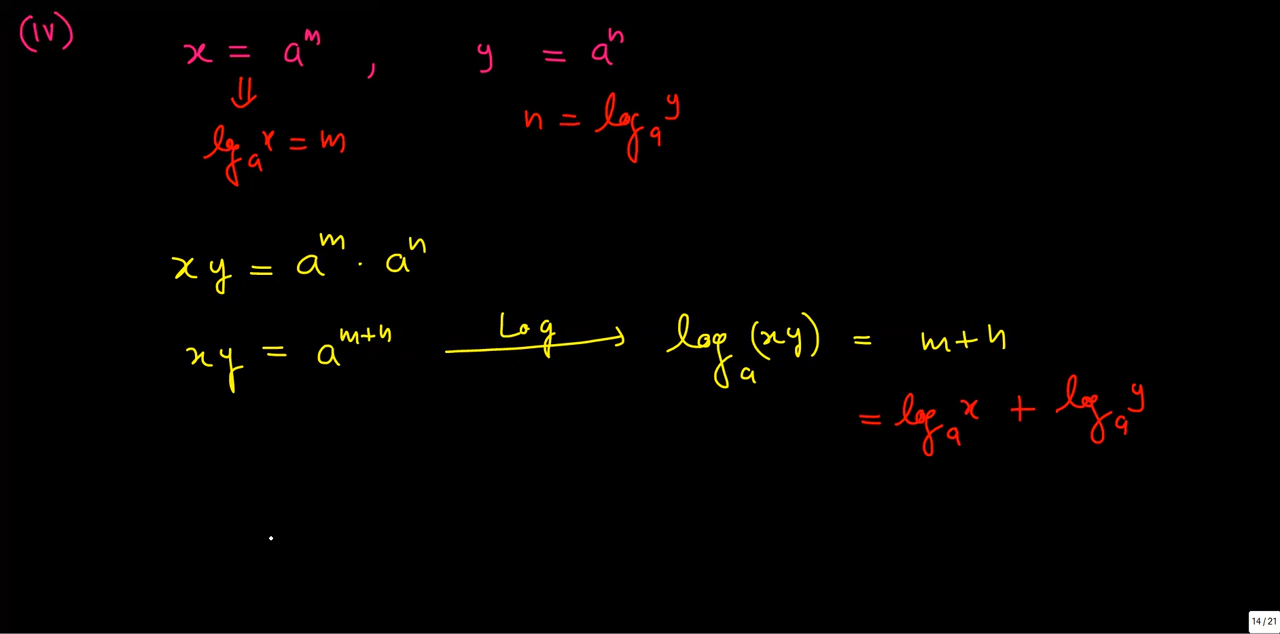 (iv) x = a^m , y = a^n
⇓
log_a x = m n = log_a y
xy = a^m · a^n
xy = a^{m+n} Log → log_a (xy) = m+n
= log_a x + log_a y
14 / 21